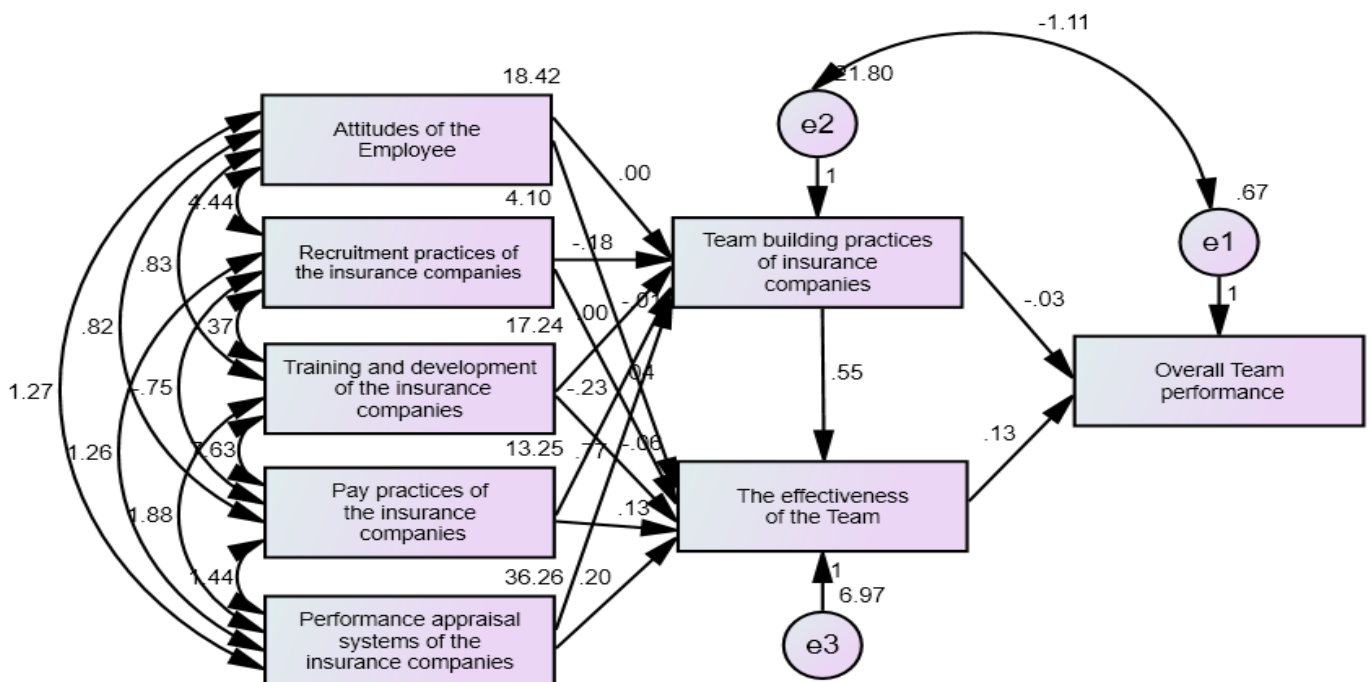 -1.11
18.42
21.80
e2
Attitudes of the
Employee
.00
1
.67
4.44
4.10
e1
Recruitment practices of
the insurance companies
-.18
Team building practices
of insurance
companies
.83
1
-.03
.00
-.01
.82
.37
17.24
Training and development
of the insurance
companies
.55
Overall Team
performance
1.27
-.75
-.23
.04
.13
1.26
7.63
13.25
.77
-.06
Pay practices of
the insurance
companies
The effectiveness
of the Team
1.88
.13
1.44
36.26
.20
1
6.97
Performance appraisal
systems of the
insurance companies
e3